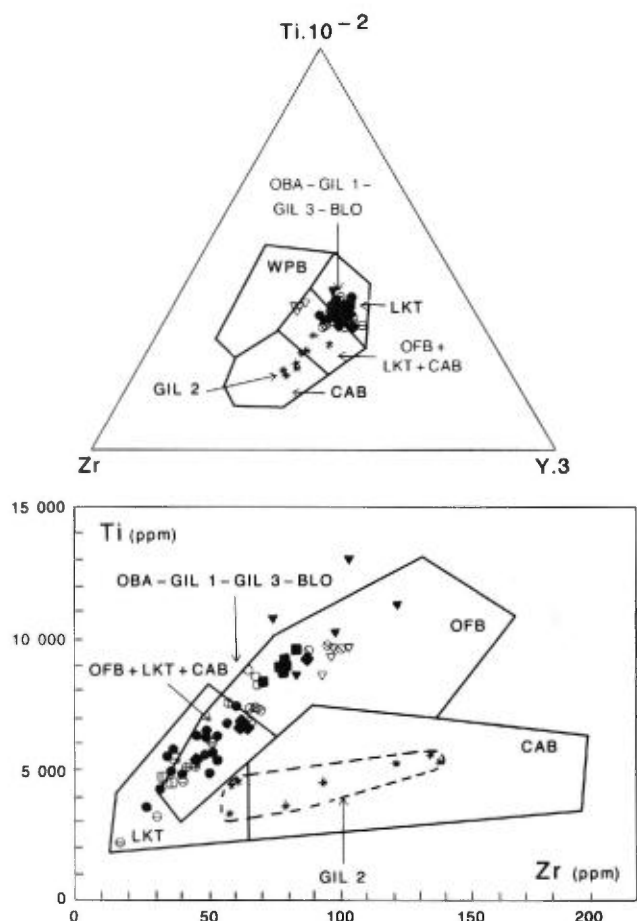 Ti.10⁻²
OBA – GIL 1 –
GIL 3 – BLO
WPB
LKT
OFB +
LKT + CAB
GIL 2
CAB
Zr
Y.3
15 000
Ti (ppm)
OBA – GIL 1 – GIL 3 – BLO
OFB
10 000
OFB + LKT + CAB
CAB
5 000
LKT
GIL 2
Zr (ppm)
0
0
50
100
150
200